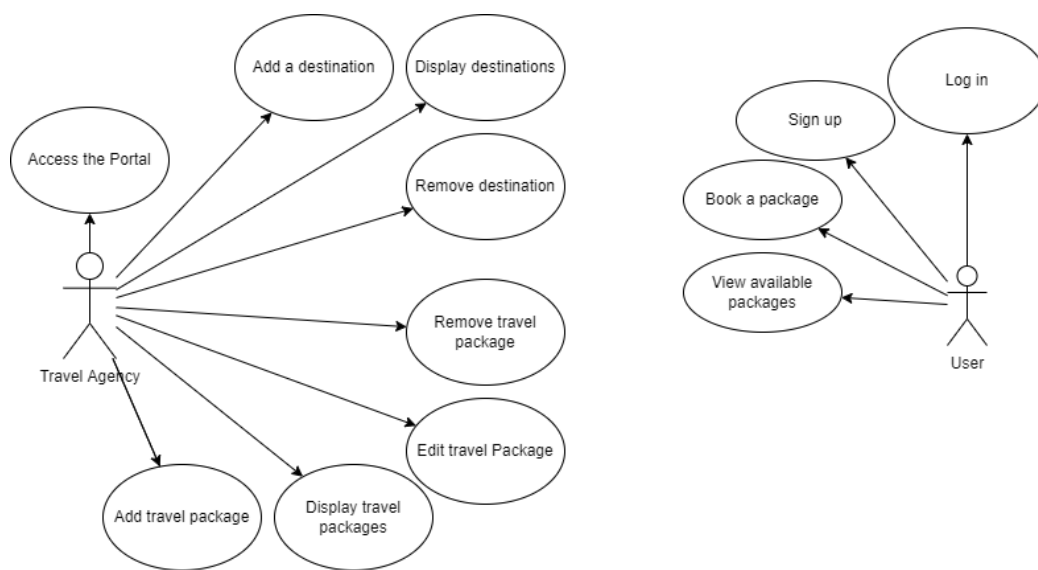 Add a destination
Display destinations
Access the Portal
Remove destination
Remove travel
package
Travel Agency
Edit travel Package
Add travel package
Display travel
packages
Log in
Sign up
Book a package
View available
packages
User